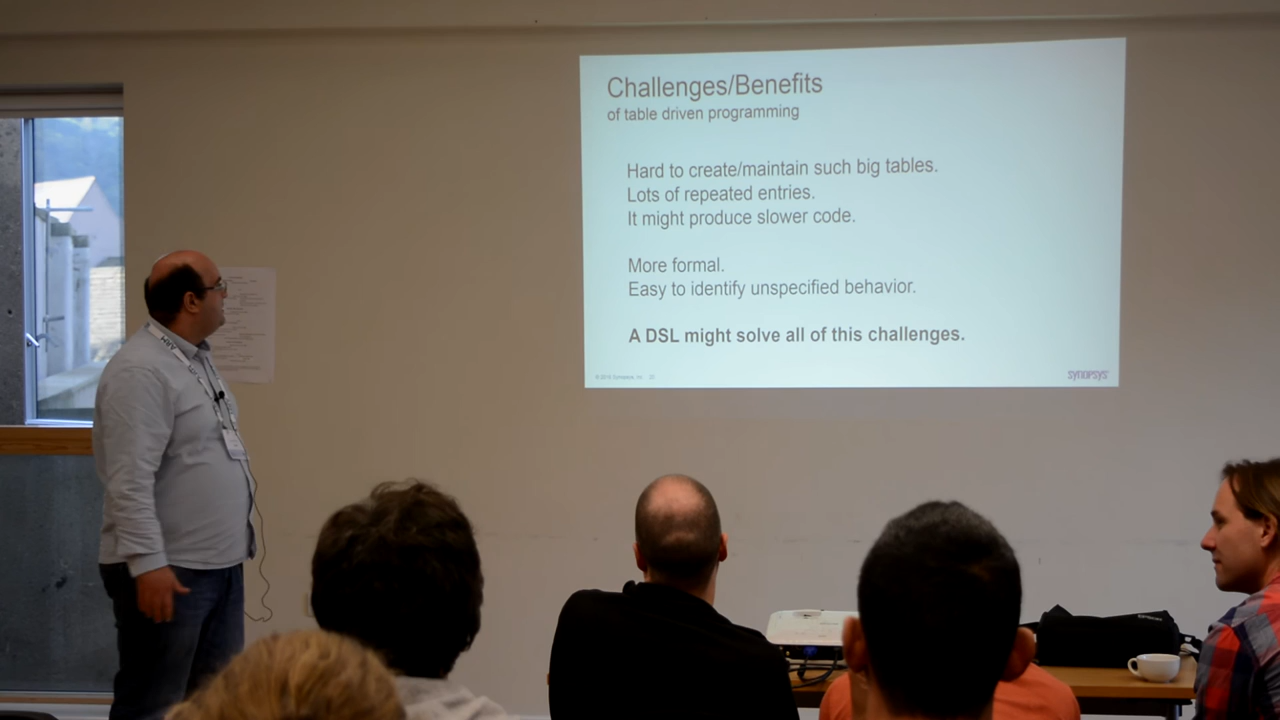 Challenges/Benefits
of table driven programming
Hard to create/maintain such big tables.
Lots of repeated entries.
It might produce slower code.
More formal.
Easy to identify unspecified behavior.
A DSL might solve all of this challenges.
SYNOPSYS